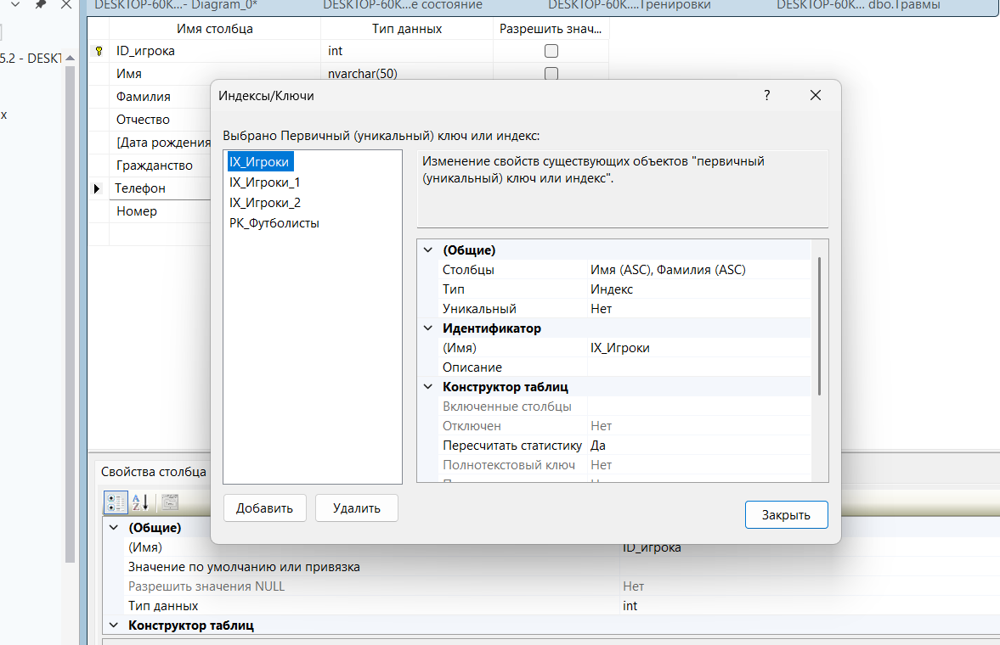 DESKTOP-60K...- Diagram_0*
DESKTOP-60K...е состояние
DESKTOP-60K....Тренировки
DESKTOP-60K... dbo.Травмы
Имя столбца
Тип данных
Разрешить знач...
5.2 - DESKT
ID_игрока
int
Имя
nvarchar(50)
Фамилия
х
Отчество
[Дата рождения
Гражданство
Телефон
Номер
Индексы/Ключи
?
Выбрано Первичный (уникальный) ключ или индекс:
IX_Игроки
IX_Игроки_1
IX_Игроки_2
PK_Футболисты
Изменение свойств существующих объектов "первичный
(уникальный) ключ или индекс".
(Общие)
Столбцы Имя (ASC), Фамилия (ASC)
Тип Индекс
Уникальный Нет
Идентификатор
(Имя) IX_Игроки
Описание
Конструктор таблиц
Включенные столбцы
Отключен Нет
Пересчитать статистику Да
Полнотекстовый ключ Нет
Добавить
Удалить
Закрыть
Свойства столбца
(Общие)
(Имя) ID_игрока
Значение по умолчанию или привязка
Разрешить значения NULL Нет
Тип данных int
Конструктор таблиц